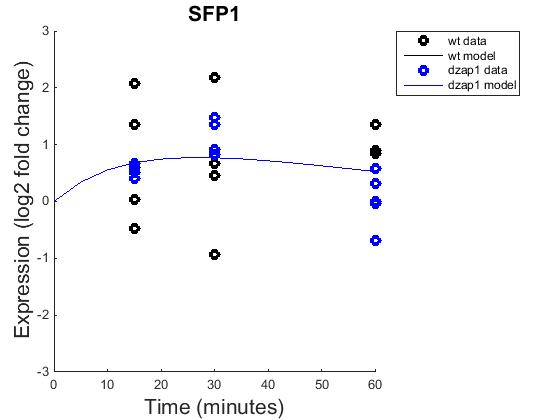 SFP1
Expression (log2 fold change)
3
2
1
0
-1
-2
-3
0 10 20 30 40 50 60
Time (minutes)
wt data
wt model
dzap1 data
dzap1 model